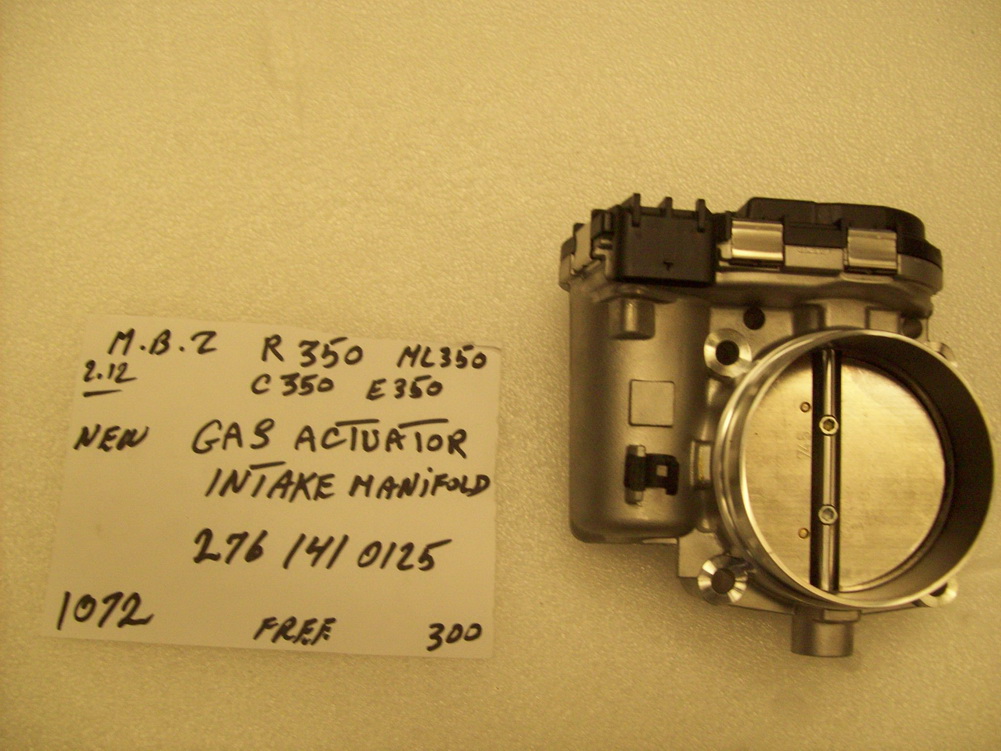 M.B.Z R350 ML350
2.12 C350 E350
NEW GAS ACTUATOR
INTAKE MANiFOLD
276 141 0125
1072 FREE 300